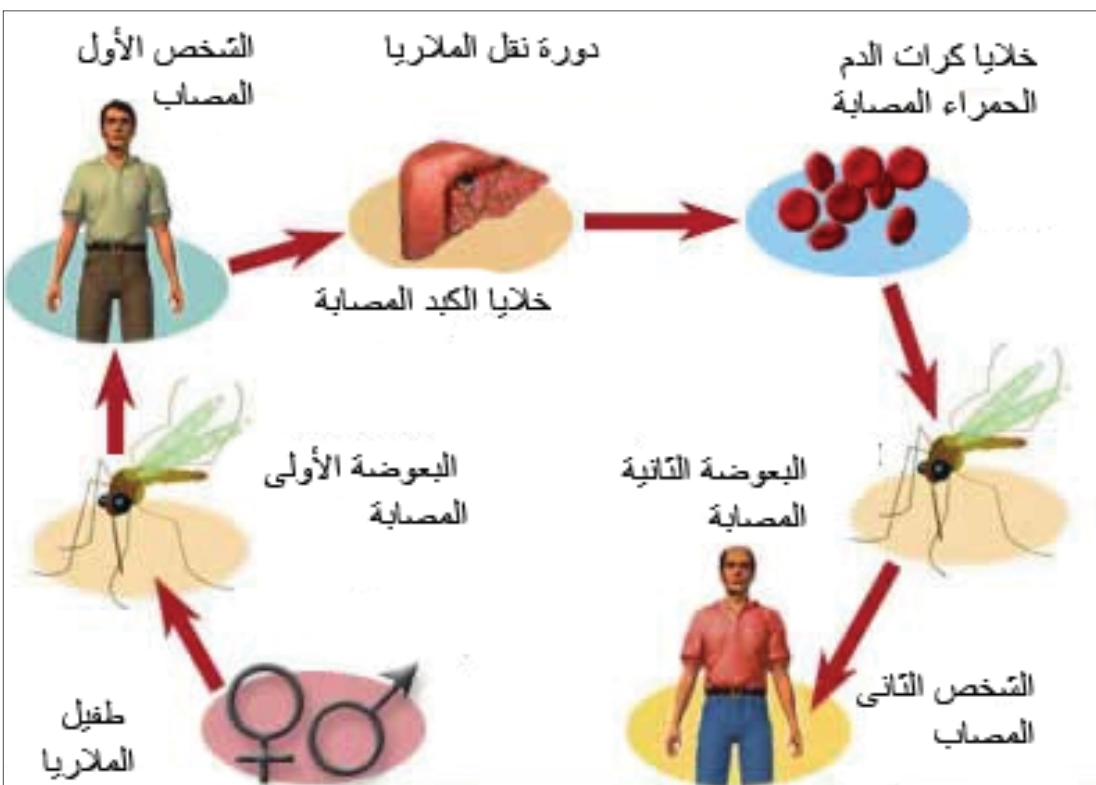 دورة نقل الملاريا
الشخص الأول
المصاب
خلايا الكبد المصابة
خلايا كرات الدم
الحمراء المصابة
البعوضة الثانية
المصابة
الشخص الثانى
المصاب
البعوضة الأولى
المصابة
طفيل
الملاريا